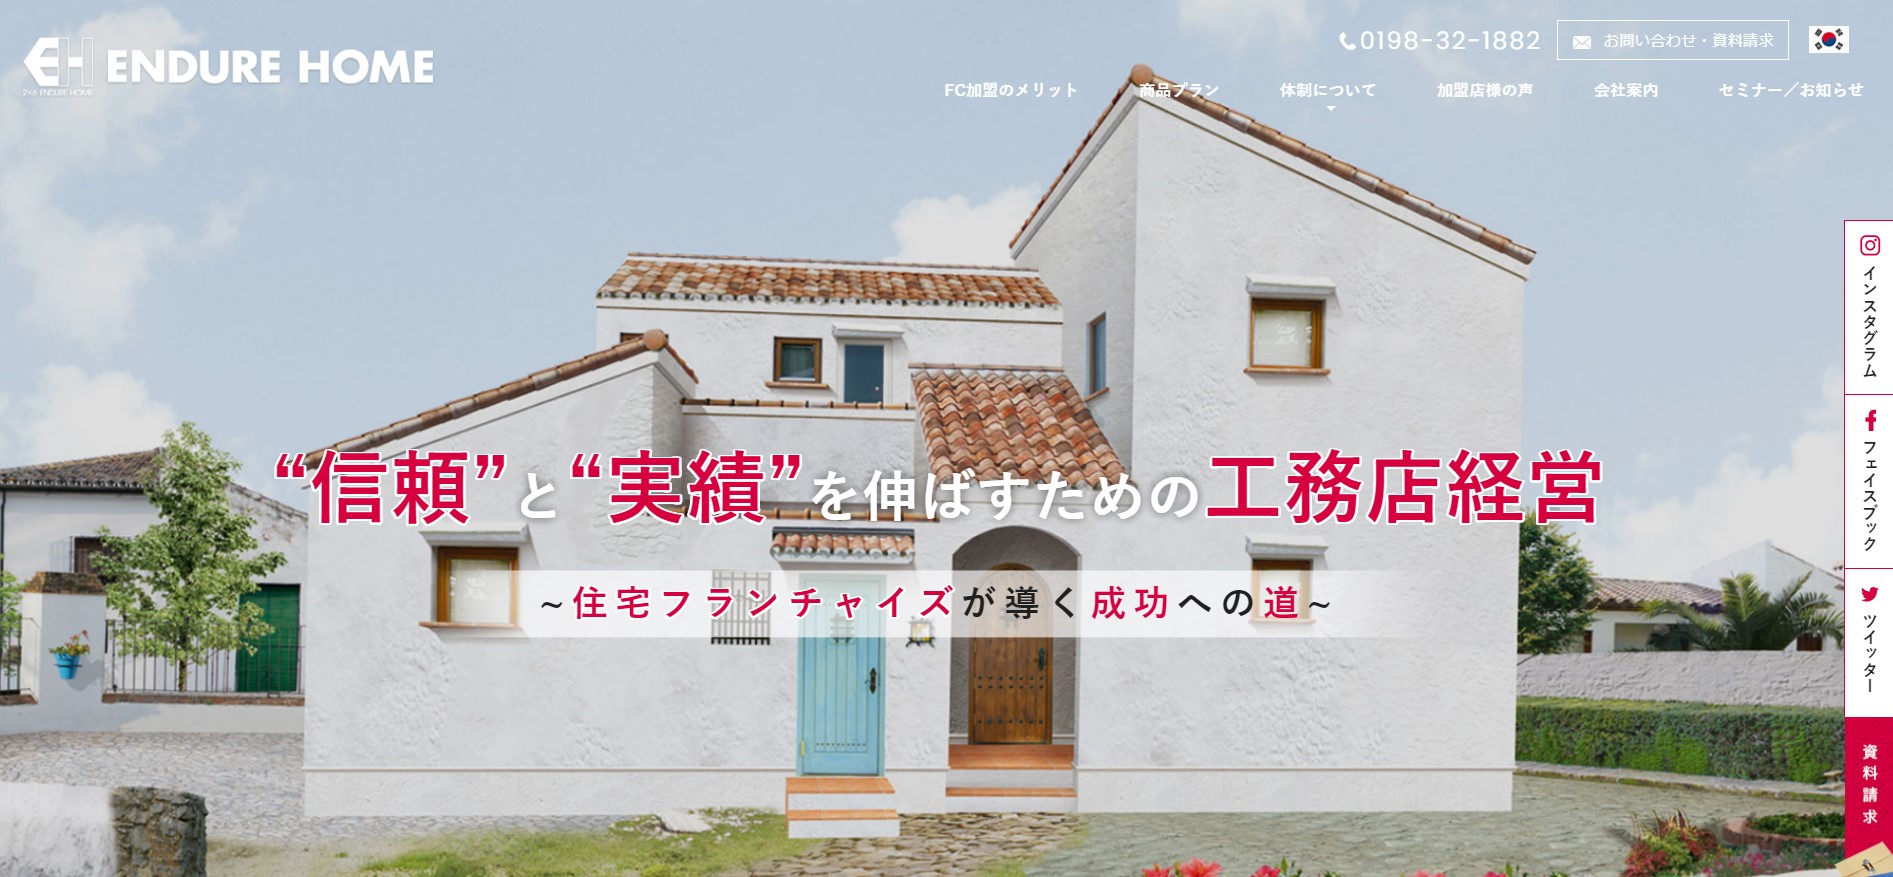 ENDURE HOME
2×6 ENDURE HOME
0198-32-1882
お問い合わせ・資料請求
FC加盟のメリット
商品プラン
体制について
加盟店様の声
会社案内
セミナー／お知らせ
“信頼”と“実績”を伸ばすための工務店経営
~住宅フランチャイズが導く成功への道~
インスタグラム
フェイスブック
ツイッター
資料請求